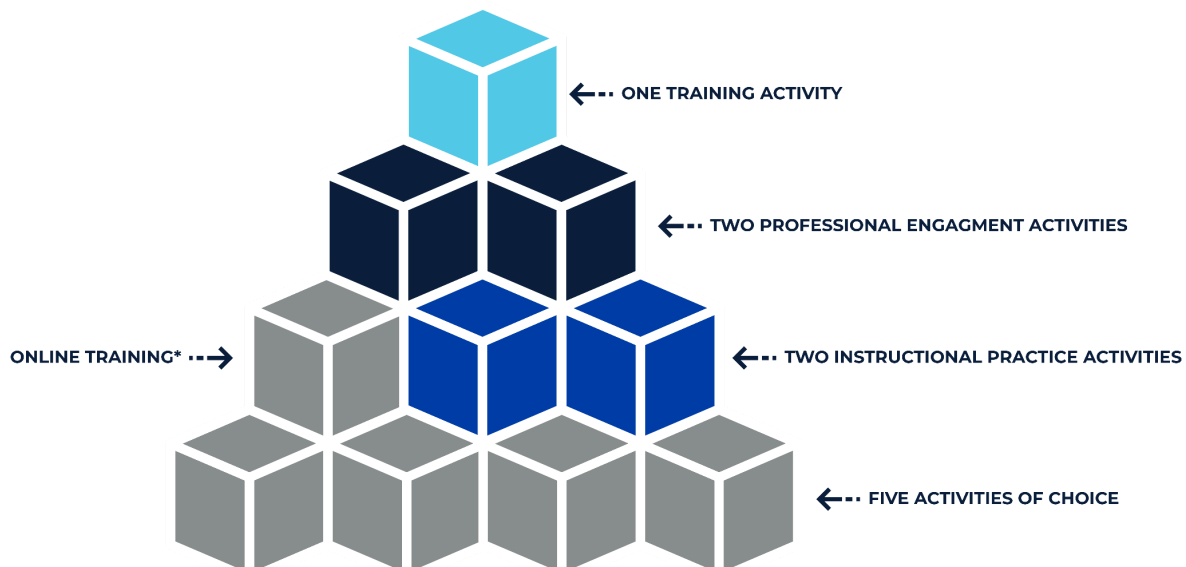 ONE TRAINING ACTIVITY
TWO PROFESSIONAL ENGAGMENT ACTIVITIES
ONLINE TRAINING*
TWO INSTRUCTIONAL PRACTICE ACTIVITIES
FIVE ACTIVITIES OF CHOICE